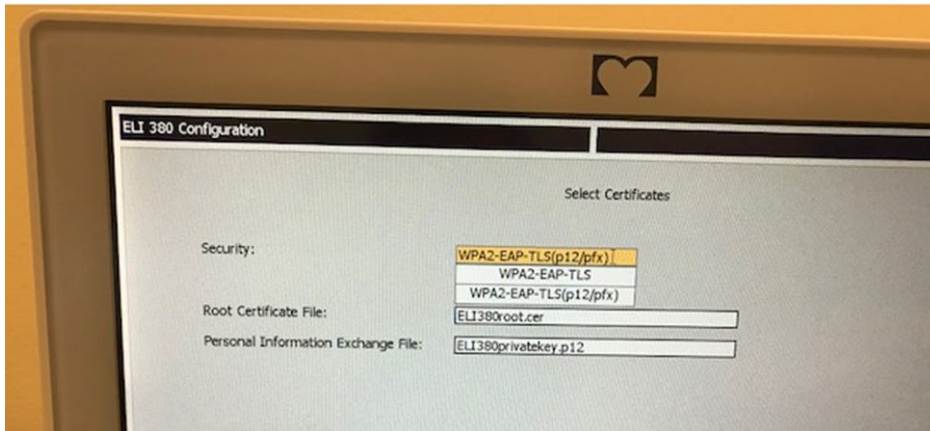 ELI 380 Configuration
Select Certificates
Security:
WPA2-EAP-TLS(p12/pfx)
WPA2-EAP-TLS
WPA2-EAP-TLS(p12/pfx)
Root Certificate File:
ELI380root.cer
Personal Information Exchange File:
ELI380privatekey.p12